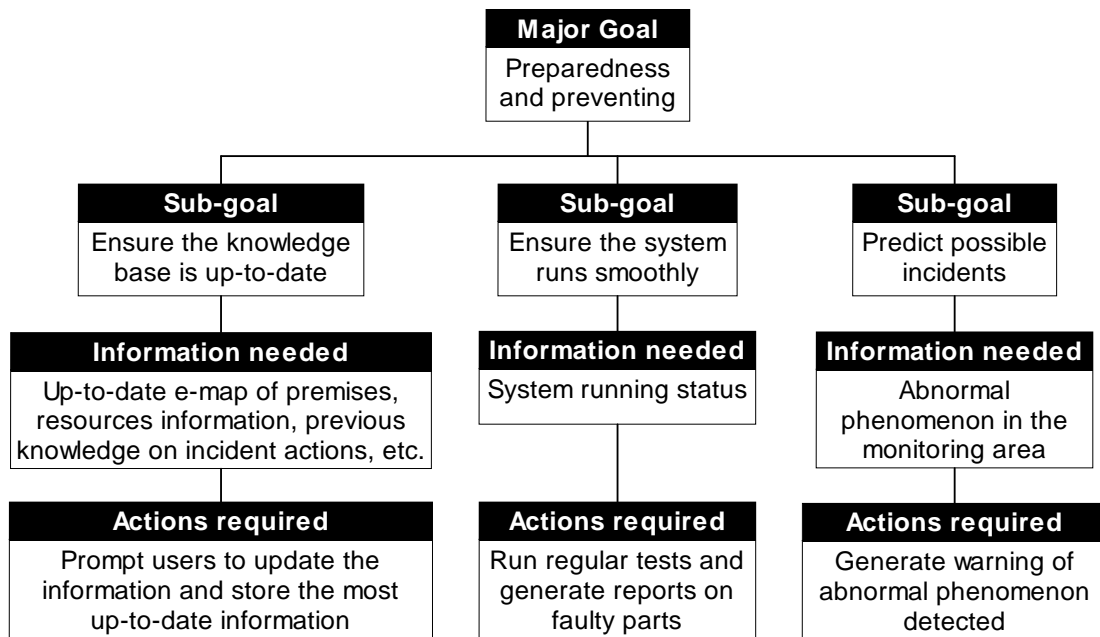 Major Goal
Preparedness
and preventing
Sub-goal
Ensure the knowledge
base is up-to-date
Sub-goal
Ensure the system
runs smoothly
Sub-goal
Predict possible
incidents
Information needed
Up-to-date e-map of premises,
resources information, previous
knowledge on incident actions, etc.
Information needed
System running status
Information needed
Abnormal
phenomenon in the
monitoring area
Actions required
Prompt users to update the
information and store the most
up-to-date information
Actions required
Run regular tests and
generate reports on
faulty parts
Actions required
Generate warning of
abnormal phenomenon
detected